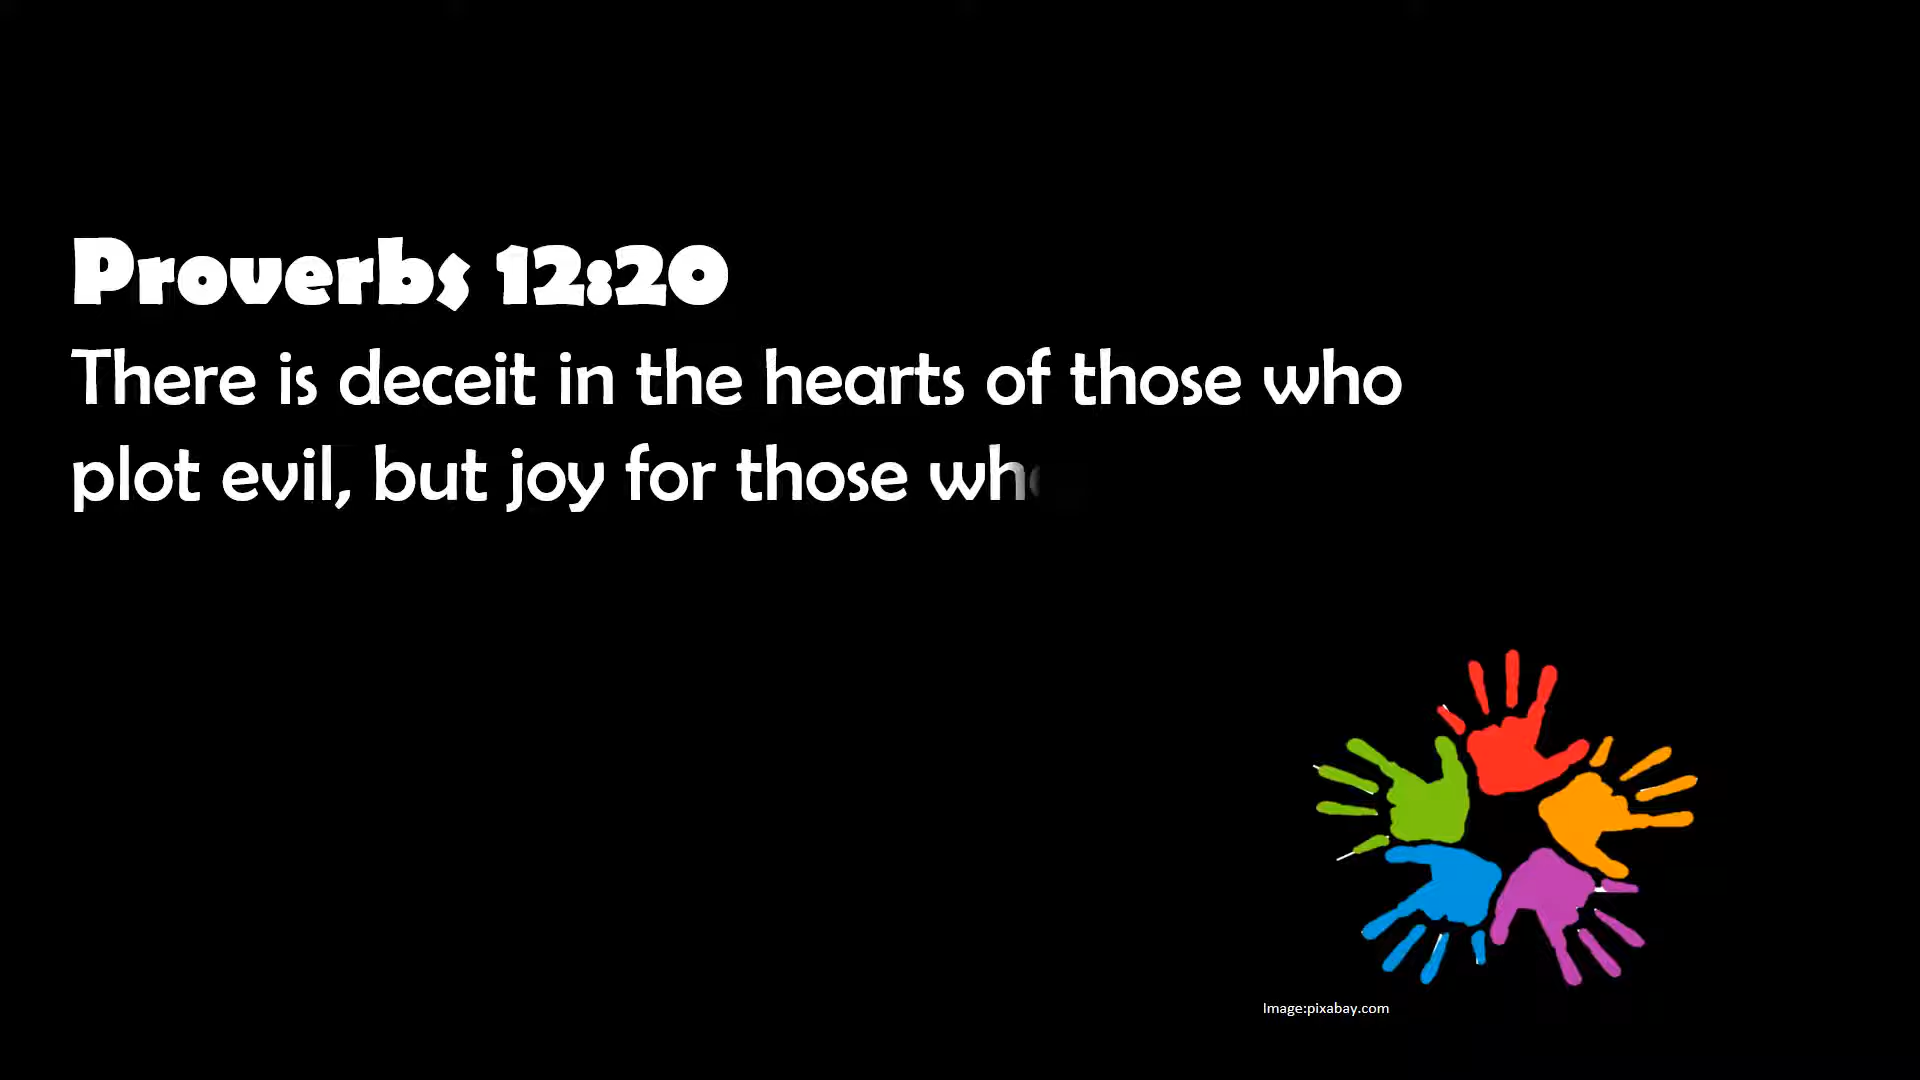 Proverbs 12:20
There is deceit in the hearts of those who
plot evil, but joy for those who
Image:pixabay.com